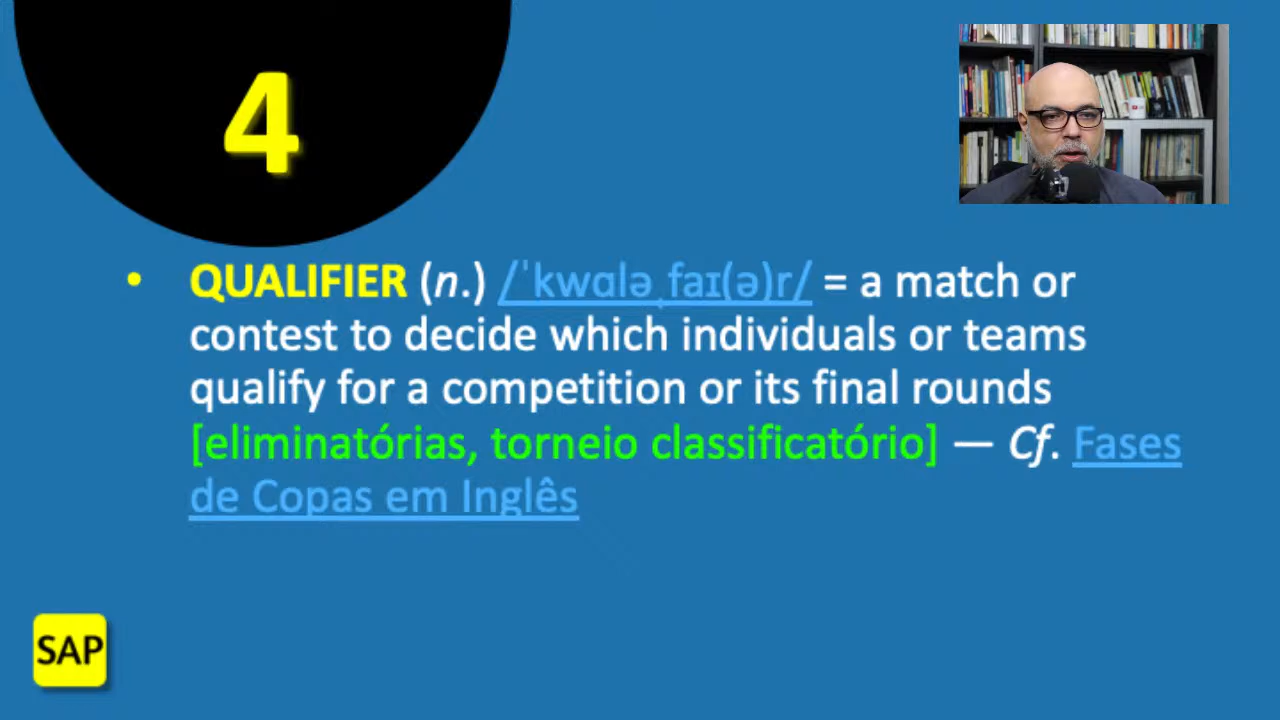 4
• QUALIFIER (n.) /ˈkwɑləˌfaɪ(ə)r/ = a match or
contest to decide which individuals or teams
qualify for a competition or its final rounds
[eliminatórias, torneio classificatório] — Cf. Fases
de Copas em Inglês
SAP